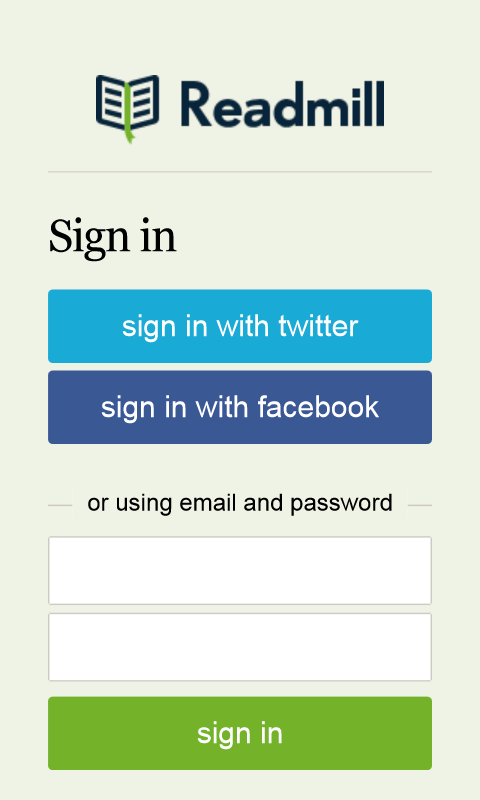 Readmill
Sign in
sign in with twitter
sign in with facebook
or using email and password
sign in